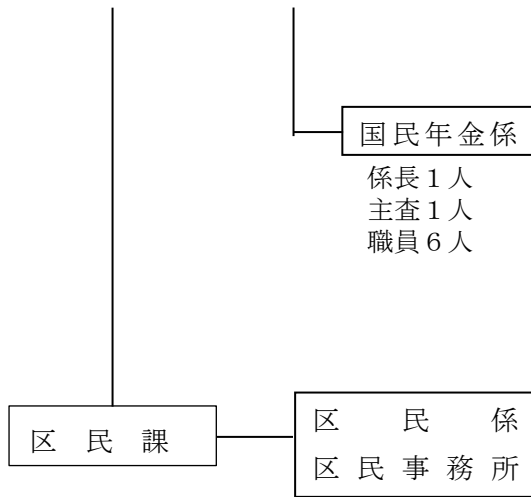 国民年金係
係長１人
主査１人
職員６人
区民課
区民係
区民事務所